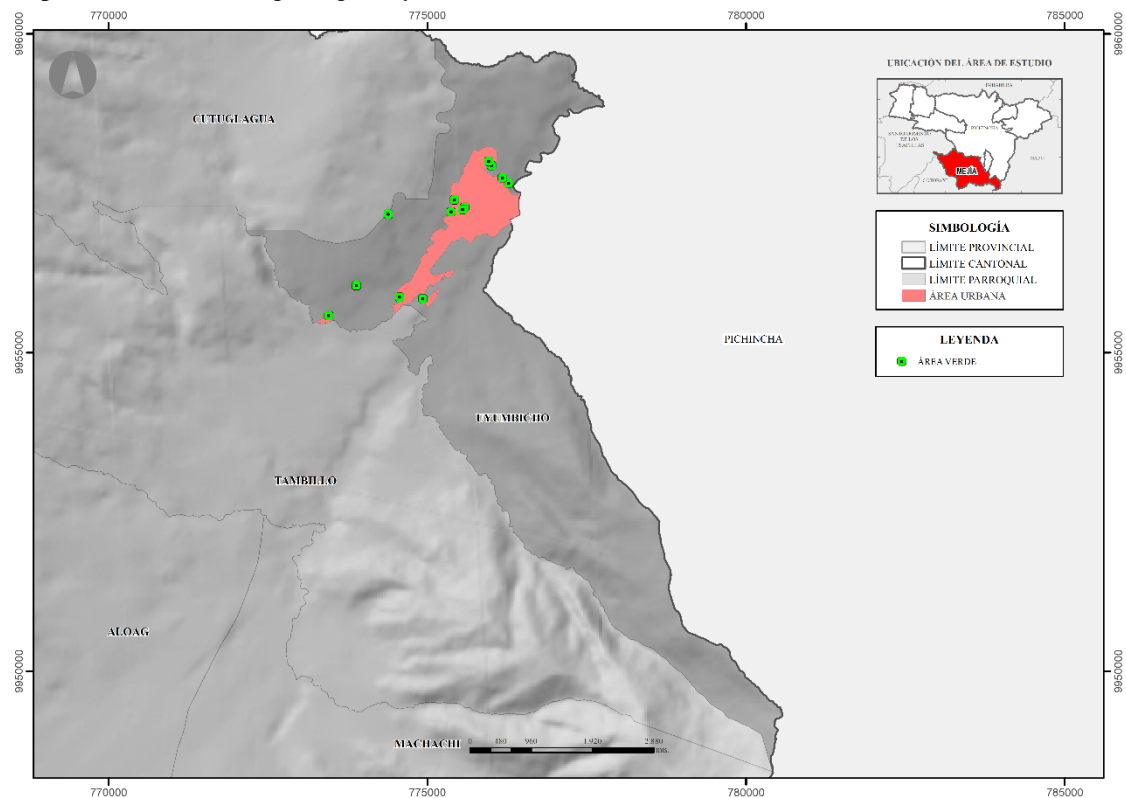 770000 775000 780000 785000
9960000 9960000
UBICACIÓN DEL ÁREA DE ESTUDIO
PICHINCHA
MEJÍA
CUTUGLAGUA
SIMBOLOGÍA
LÍMITE PROVINCIAL
LÍMITE CANTONAL
LÍMITE PARROQUIAL
ÁREA URBANA
LEYENDA
ÁREA VERDE
9955000 9955000
PICHINCHA
UYUMBICHO
TAMBILLO
ALOAG
9950000 9950000
MACHACHI
0 480 960 1.920 2.880
ms.
770000 775000 780000 785000